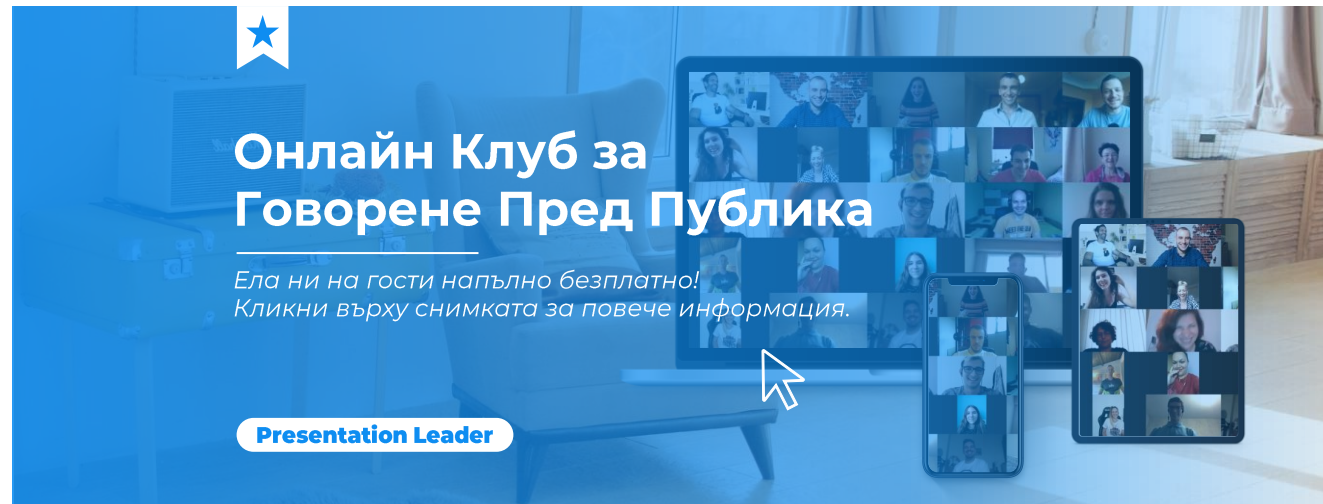 Онлайн Клуб за
Говорене Пред Публика
Ела ни на гости напълно безплатно!
Кликни върху снимката за повече информация.
Presentation Leader